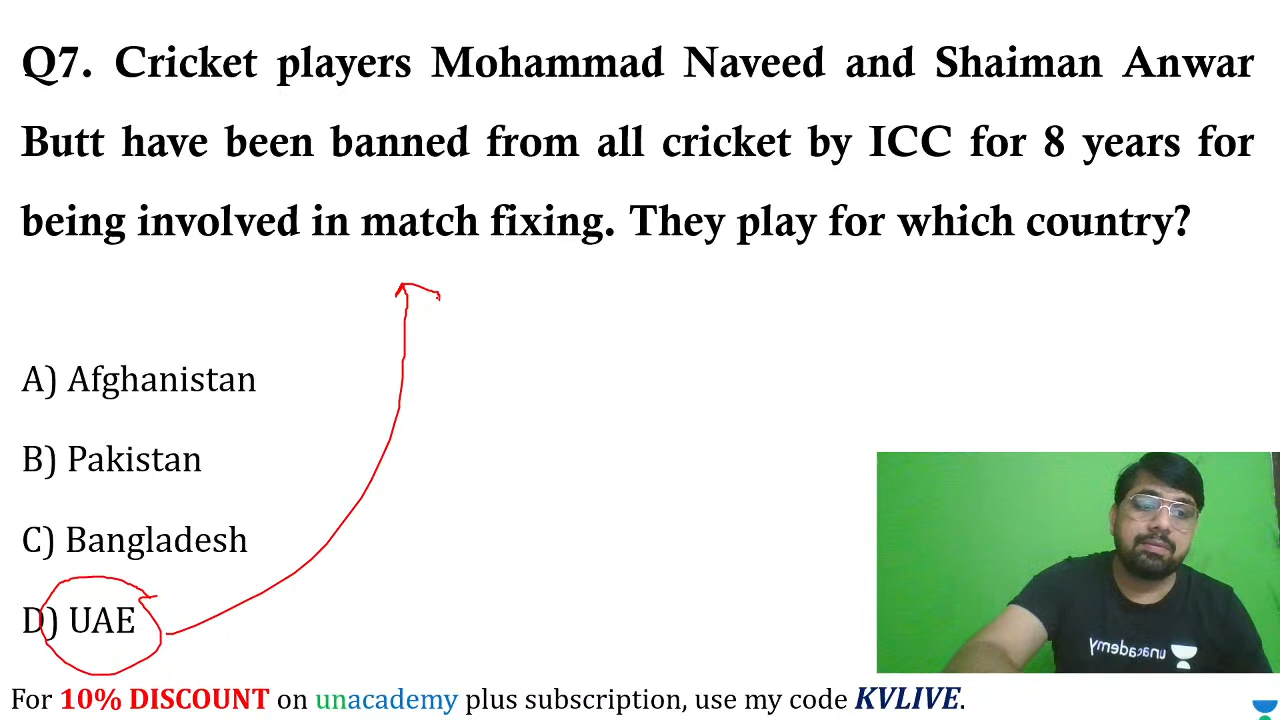 Q7. Cricket players Mohammad Naveed and Shaiman Anwar
Butt have been banned from all cricket by ICC for 8 years for
being involved in match fixing. They play for which country?
A) Afghanistan
B) Pakistan
C) Bangladesh
D) UAE
unacademy
For 10% DISCOUNT on unacademy plus subscription, use my code KVLIVE.